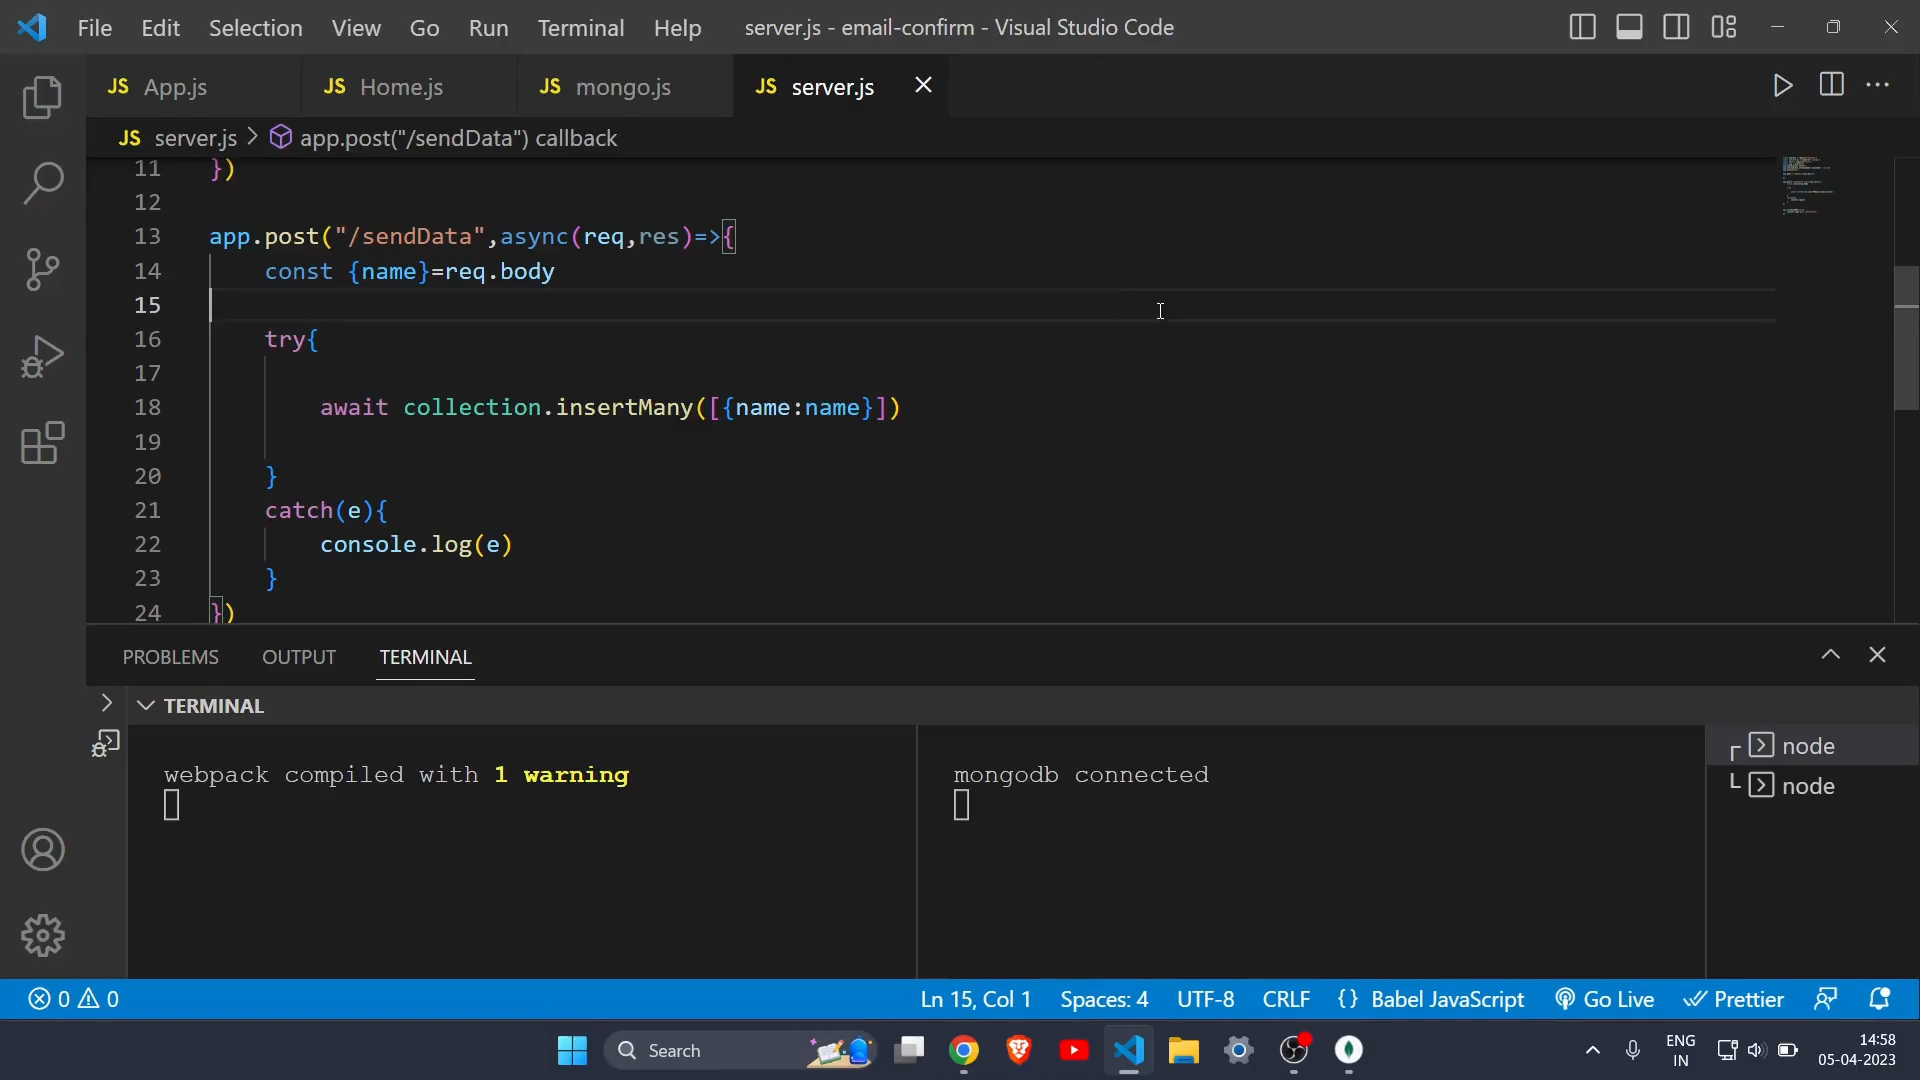 File Edit Selection View Go Run Terminal Help server.js - email-confirm - Visual Studio Code
JS App.js JS Home.js JS mongo.js JS server.js
JS server.js > app.post("/sendData") callback
11 })
12
13 app.post("/sendData",async(req,res)=>{
14 const {name}=req.body
15
16 try{
17
18 await collection.insertMany([{name:name}])
19
20 }
21 catch(e){
22 console.log(e)
23 }
24 })
PROBLEMS OUTPUT TERMINAL
TERMINAL
webpack compiled with 1 warning
mongodb connected
node
node
0 0 Ln 15, Col 1 Spaces: 4 UTF-8 CRLF {} Babel JavaScript Go Live Prettier
Search
ENG
IN
14:58
05-04-2023